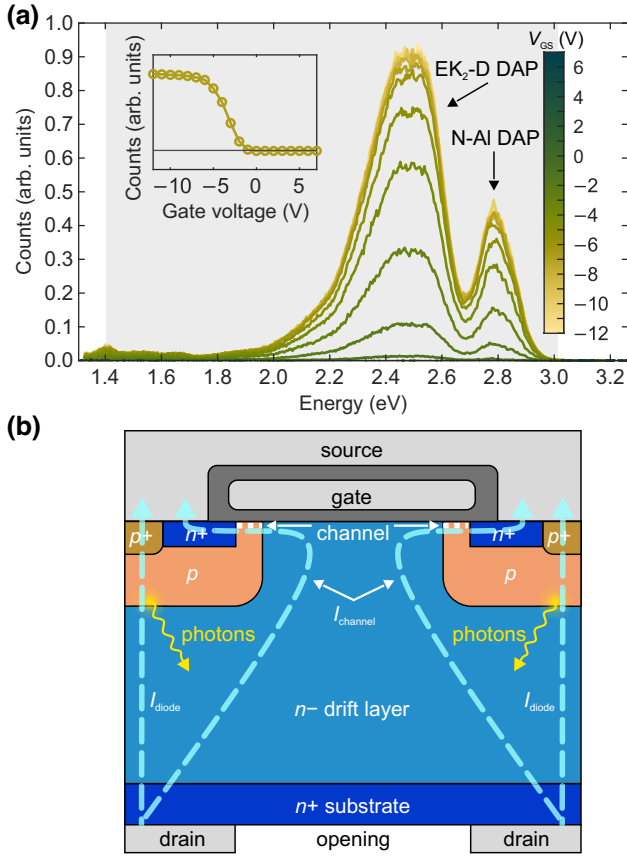 (a)
1.0
0.9
0.8
0.7
0.6
0.5
0.4
0.3
0.2
0.1
0.0
Counts (arb. units)
1.4 1.6 1.8 2.0 2.2 2.4 2.6 2.8 3.0 3.2
Energy (eV)
Counts (arb. units)
−10 −5 0 5
Gate voltage (V)
EK₂-D DAP
N-Al DAP
V_GS (V)
6
4
2
0
−2
−4
−6
−8
−10
−12
(b)
source
gate
p+ n+ channel n+ p+
p p
I_channel
photons photons
I_diode I_diode
n− drift layer
n+ substrate
drain opening drain